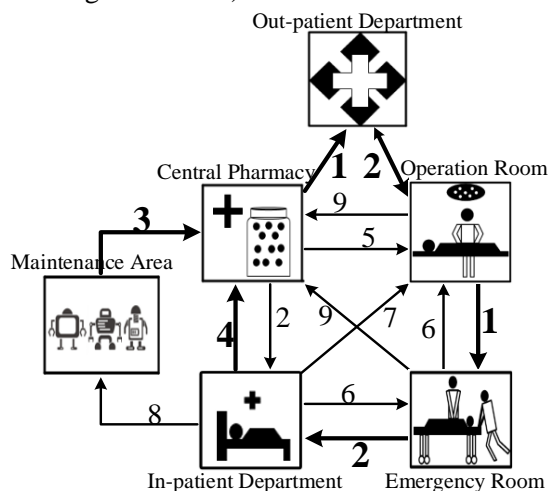 Out-patient Department
1
2
Central Pharmacy
Operation Room
9
3
5
Maintenance Area
4
2
9
7
6
1
6
8
2
In-patient Department
Emergency Room